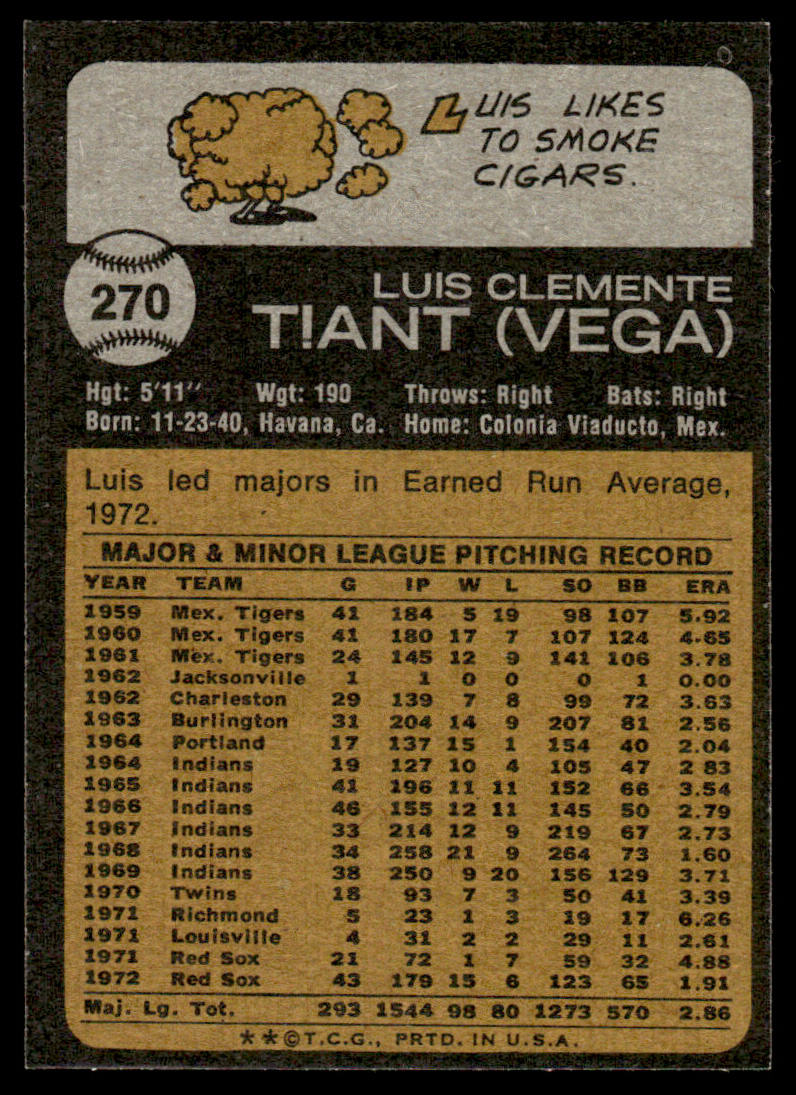 LUIS LIKES
TO SMOKE
CIGARS.
270
LUIS CLEMENTE
TIANT (VEGA)
Hgt: 5'11" Wgt: 190 Throws: Right Bats: Right
Born: 11-23-40, Havana, Ca. Home: Colonia Viaducto, Mex.
Luis led majors in Earned Run Average,
1972.
MAJOR & MINOR LEAGUE PITCHING RECORD
YEAR TEAM G IP W L SO BB ERA
1959 Mex. Tigers 41 184 5 19 98 107 5.92
1960 Mex. Tigers 41 180 17 7 107 124 4.65
1961 Mex. Tigers 24 145 12 9 141 106 3.78
1962 Jacksonville 1 1 0 0 0 1 0.00
1962 Charleston 29 139 7 8 99 72 3.63
1963 Burlington 31 204 14 9 207 81 2.56
1964 Portland 17 137 15 1 154 40 2.04
1964 Indians 19 127 10 4 105 47 2 83
1965 Indians 41 196 11 11 152 66 3.54
1966 Indians 46 155 12 11 145 50 2.79
1967 Indians 33 214 12 9 219 67 2.73
1968 Indians 34 258 21 9 264 73 1.60
1969 Indians 38 250 9 20 156 129 3.71
1970 Twins 18 93 7 3 50 41 3.39
1971 Richmond 5 23 1 3 19 17 6.26
1971 Louisville 4 31 2 2 29 11 2.61
1971 Red Sox 21 72 1 7 59 32 4.88
1972 Red Sox 43 179 15 6 123 65 1.91
Maj. Lg. Tot. 293 1544 98 80 1273 570 2.86
**©T.C.G., PRTD. IN U.S.A.